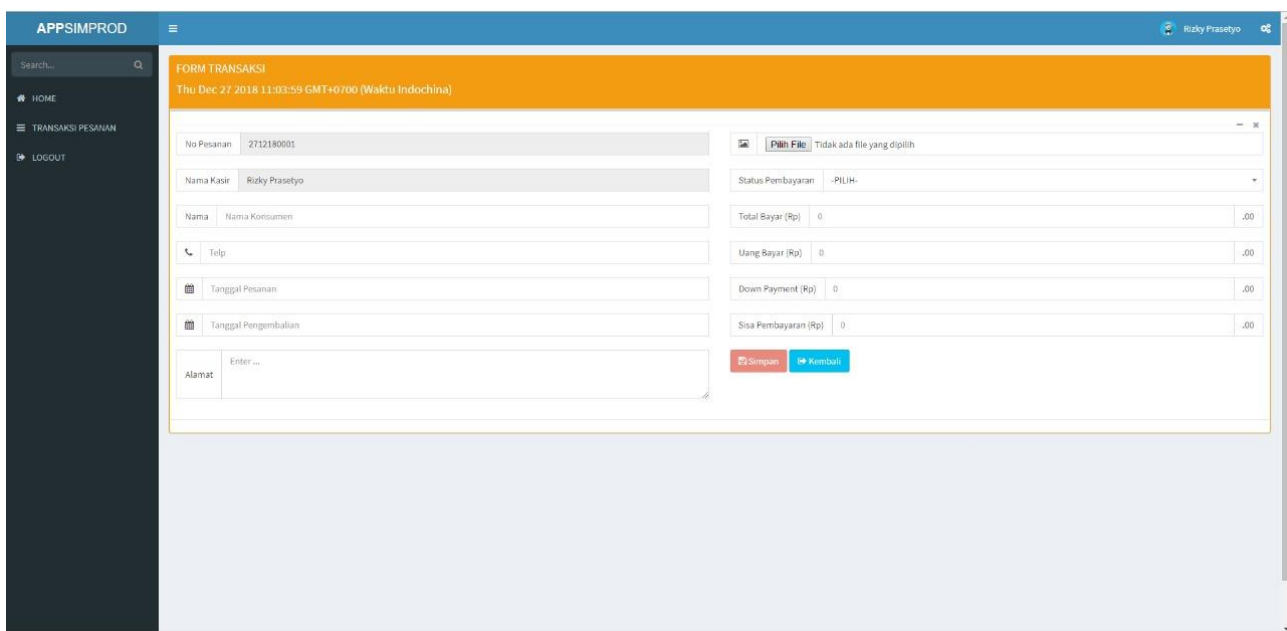 APPSIMPROD
Rizky Prasetyo
Search...
HOME
TRANSAKSI PESANAN
LOGOUT
FORM TRANSAKSI
Thu Dec 27 2018 11:03:59 GMT+0700 (Waktu Indochina)
No Pesanan 2712180001
Nama Kasir Rizky Prasetyo
Nama Nama Konsumen
Telp
Tanggal Pesanan
Tanggal Pengembalian
Alamat Enter ...
Pilih File Tidak ada file yang dipilih
Status Pembayaran -PILIH-
Total Bayar (Rp) 0 .00
Uang Bayar (Rp) 0 .00
Down Payment (Rp) 0 .00
Sisa Pembayaran (Rp) 0 .00
Simpan Kembali